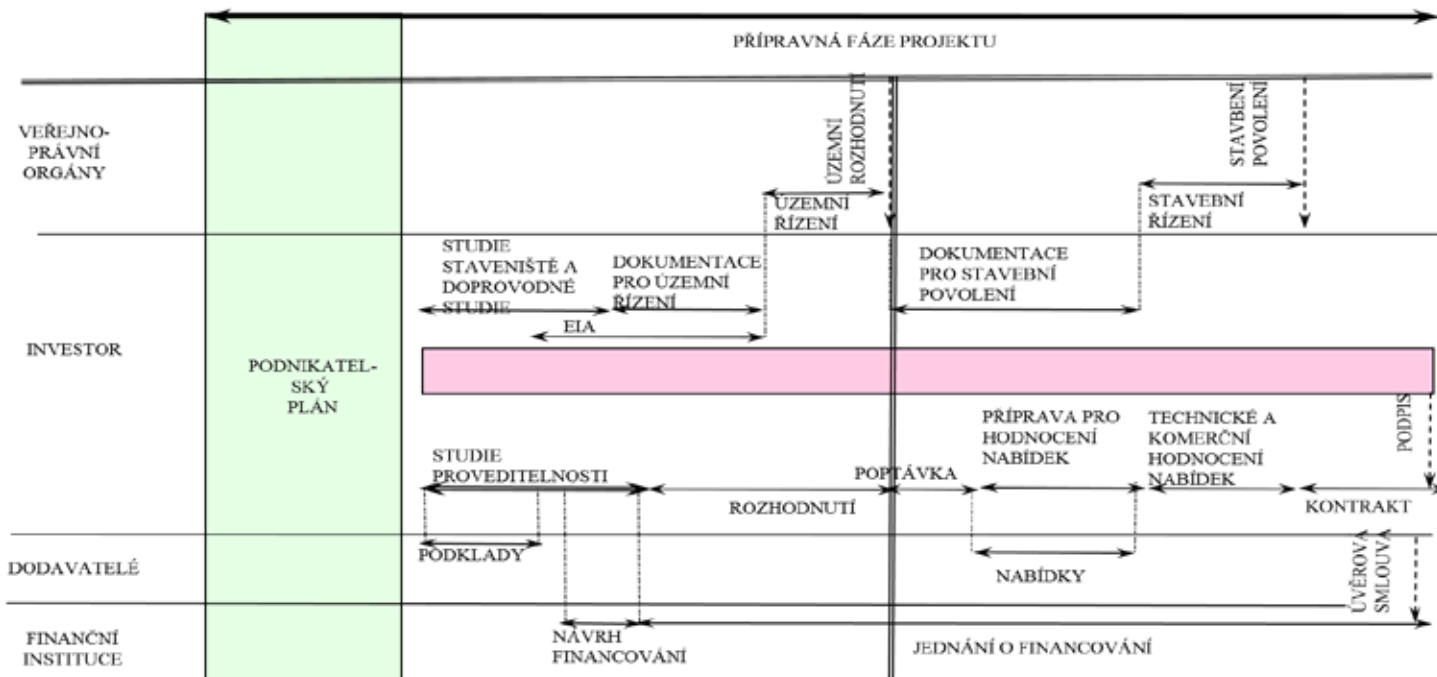 PŘÍPRAVNÁ FÁZE PROJEKTU
VEŘEJNO-
PRÁVNÍ
ORGÁNY
ÚZEMNÍ
ROZHODNUTÍ
ÚZEMNÍ
ŘÍZENÍ
STAVBENÍ
POVOLENÍ
STAVEBNÍ
ŘÍZENÍ
INVESTOR
PODNIKATEL-
SKÝ
PLÁN
STUDIE
STAVENIŠTĚ A
DOPROVODNÉ
STUDIE
DOKUMENTACE
PRO ÚZEMNÍ
ŘÍZENÍ
EIA
DOKUMENTACE
PRO STAVEBNÍ
POVOLENÍ
STUDIE
PROVEDITELNOSTI
ROZHODNUTÍ
POPTÁVKA
PŘÍPRAVA PRO
HODNOCENÍ
NABÍDEK
TECHNICKÉ A
KOMERČNÍ
HODNOCENÍ
NABÍDEK
PODPIS
KONTRAKT
DODAVATELÉ
PODKLADY
NABÍDKY
ÚVĚROVA
SMLOUVA
FINANČNÍ
INSTITUCE
NÁVRH
FINANCOVÁNÍ
JEDNÁNÍ O FINANCOVÁNÍ